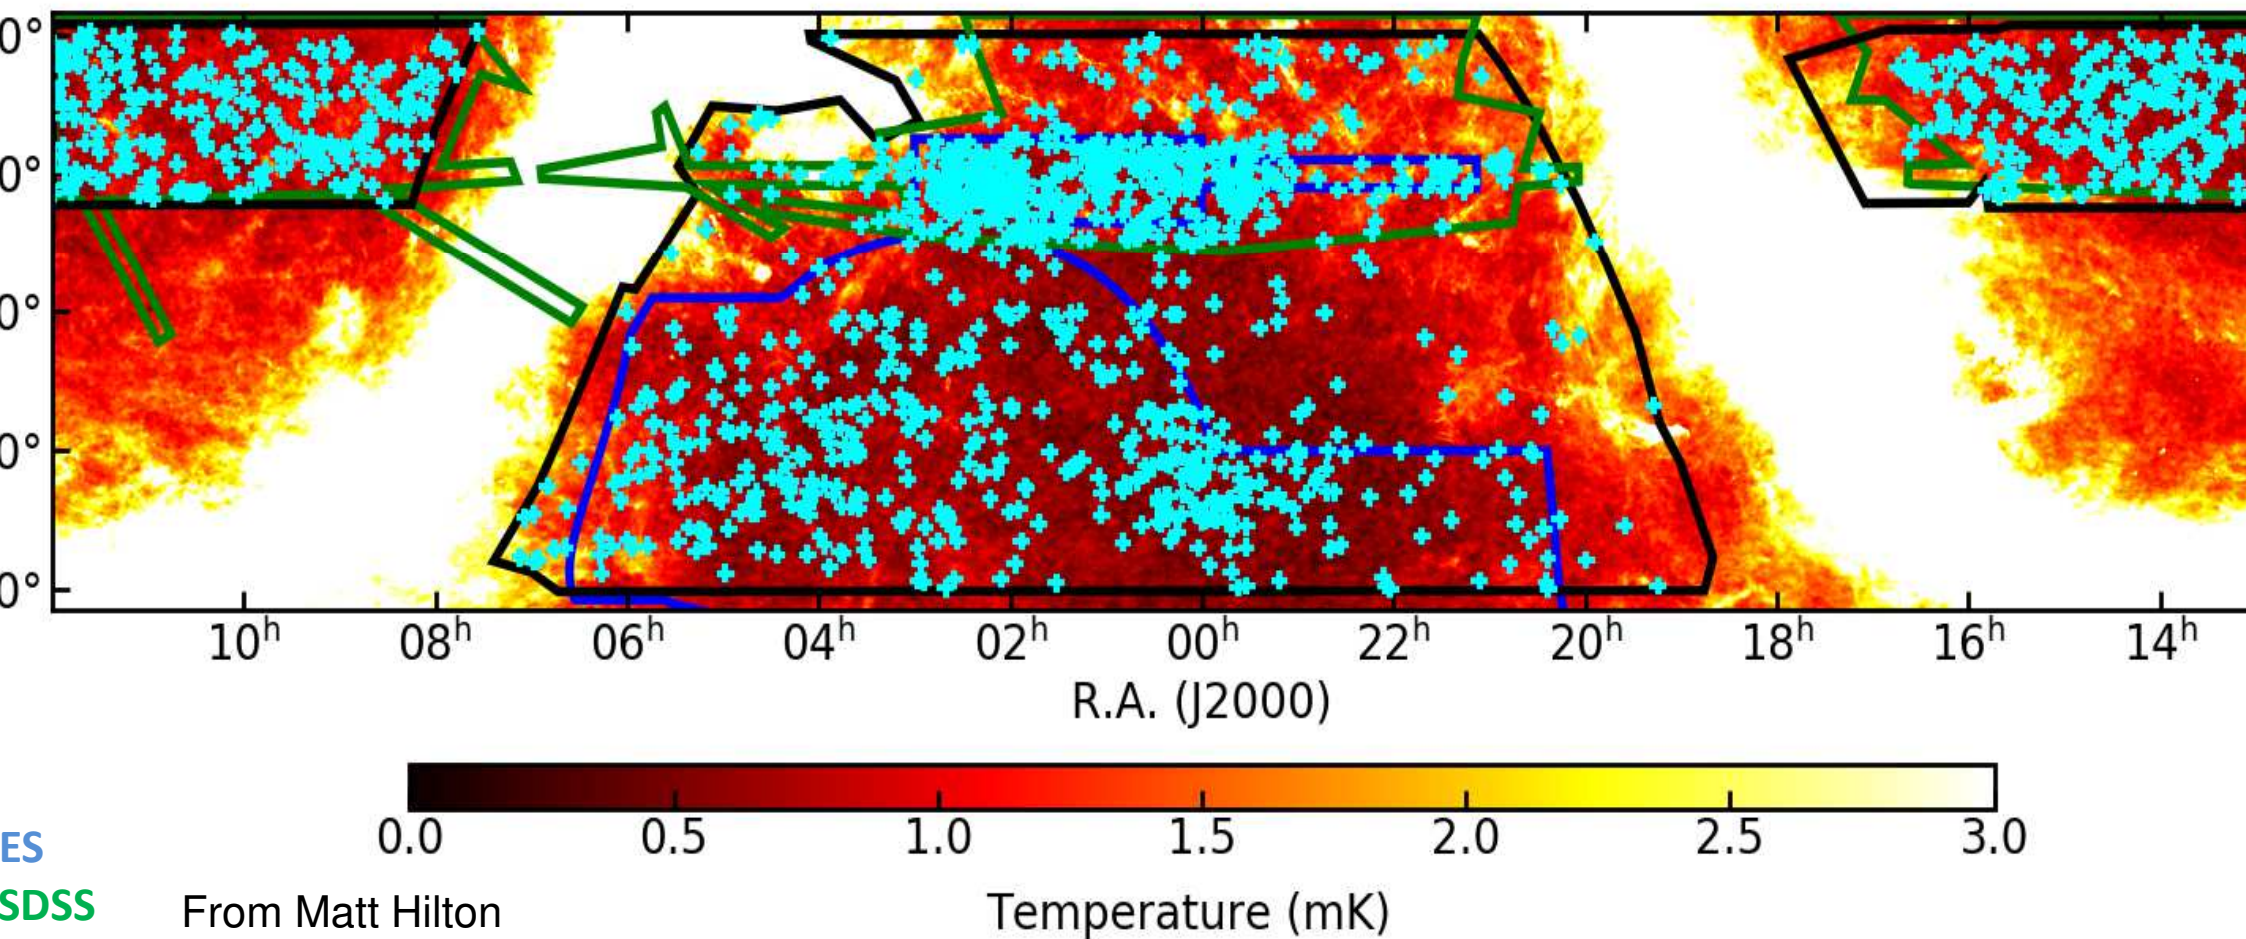 0°
0°
0°
0°
0°
10h 08h 06h 04h 02h 00h 22h 20h 18h 16h 14h
R.A. (J2000)
0.0 0.5 1.0 1.5 2.0 2.5 3.0
Temperature (mK)
ES
SDSS
From Matt Hilton